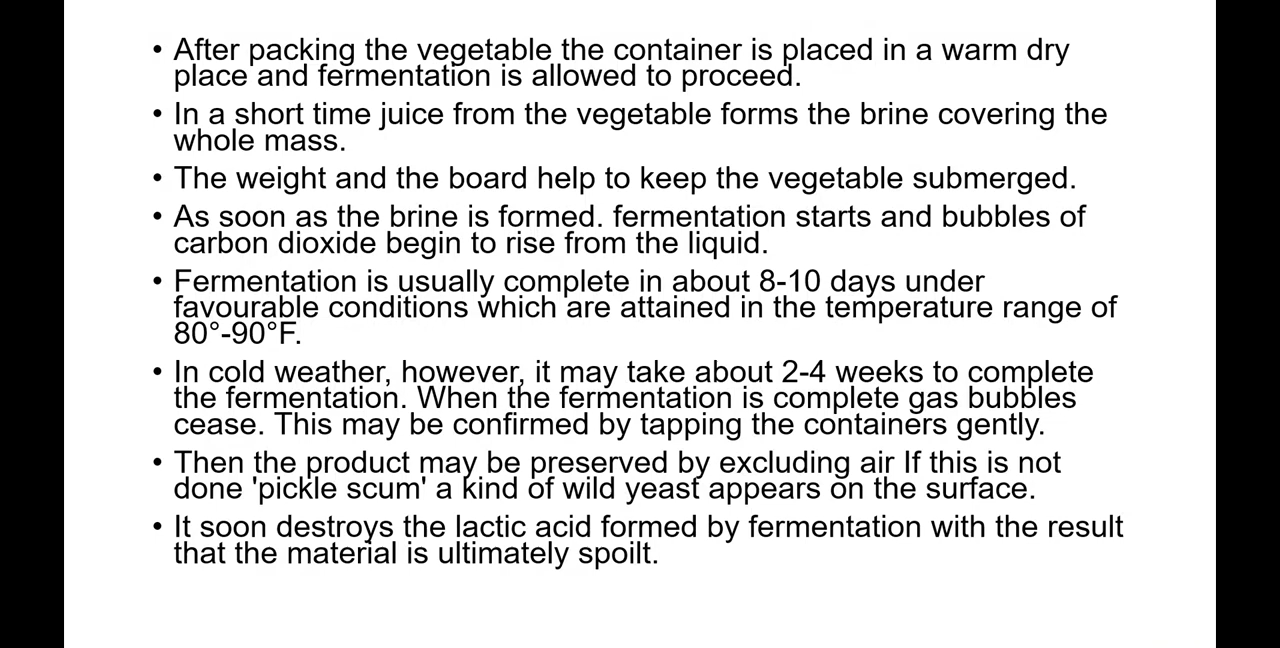 • After packing the vegetable the container is placed in a warm dry
place and fermentation is allowed to proceed.
• In a short time juice from the vegetable forms the brine covering the
whole mass.
• The weight and the board help to keep the vegetable submerged.
• As soon as the brine is formed. fermentation starts and bubbles of
carbon dioxide begin to rise from the liquid.
• Fermentation is usually complete in about 8-10 days under
favourable conditions which are attained in the temperature range of
80°-90°F.
• In cold weather, however, it may take about 2-4 weeks to complete
the fermentation. When the fermentation is complete gas bubbles
cease. This may be confirmed by tapping the containers gently.
• Then the product may be preserved by excluding air If this is not
done 'pickle scum' a kind of wild yeast appears on the surface.
• It soon destroys the lactic acid formed by fermentation with the result
that the material is ultimately spoilt.